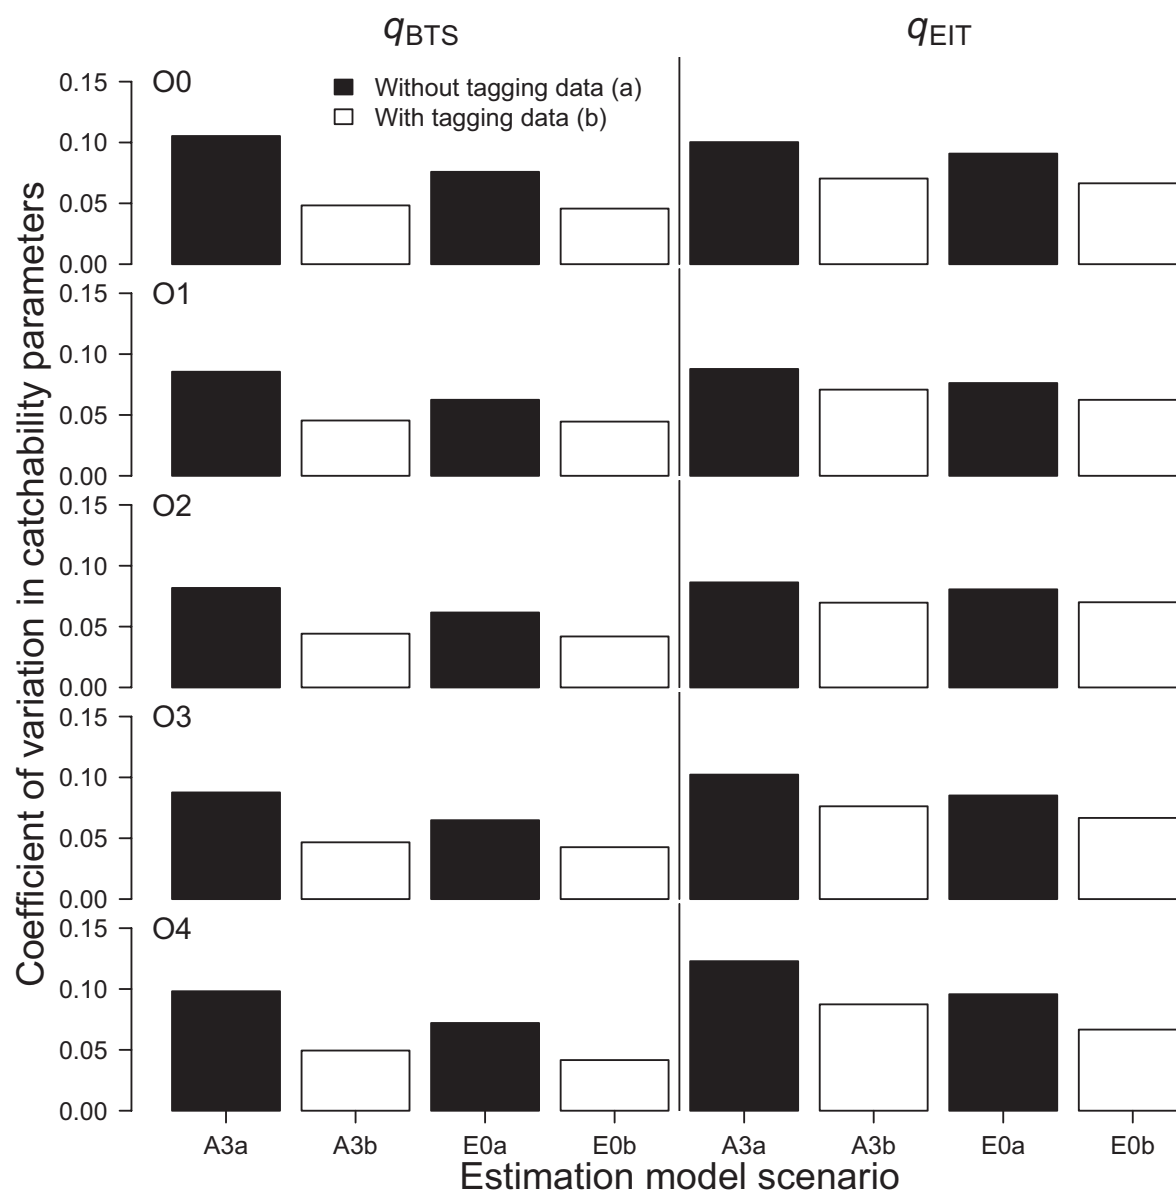 qBTS qEIT
Coefficient of variation in catchability parameters
O0
Without tagging data (a)
With tagging data (b)
0.15
0.10
0.05
0.00
O1
0.15
0.10
0.05
0.00
O2
0.15
0.10
0.05
0.00
O3
0.15
0.10
0.05
0.00
O4
0.15
0.10
0.05
0.00
A3a A3b E0a E0b A3a A3b E0a E0b
Estimation model scenario